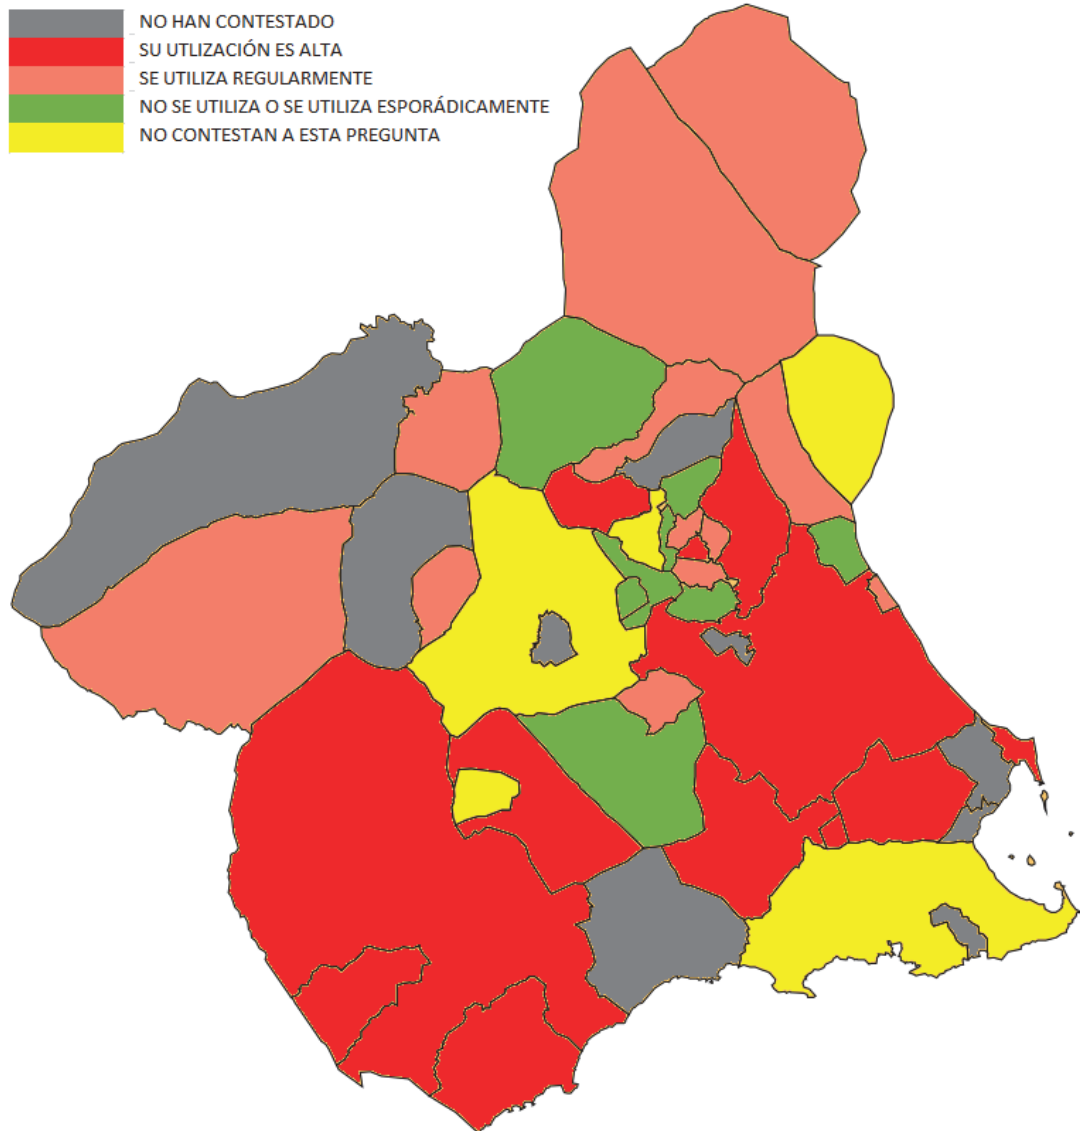 NO HAN CONTESTADO
SU UTLIZACIÓN ES ALTA
SE UTILIZA REGULARMENTE
NO SE UTILIZA O SE UTILIZA ESPORÁDICAMENTE
NO CONTESTAN A ESTA PREGUNTA